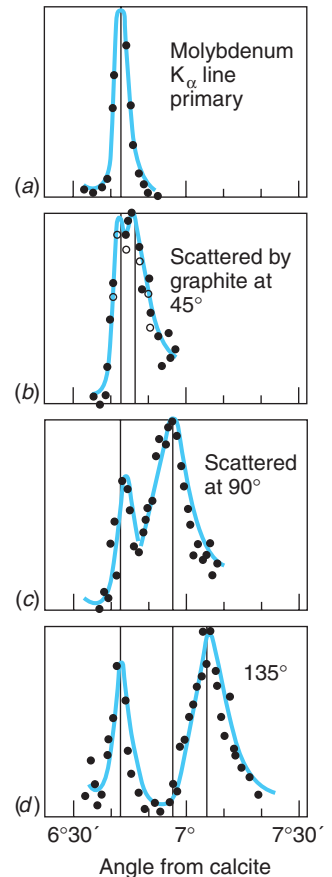 Molybdenum
K_α line
primary
(a)
Scattered by
graphite at
45°
(b)
Scattered
at 90°
(c)
135°
(d)
6°30´ 7° 7°30´
Angle from calcite